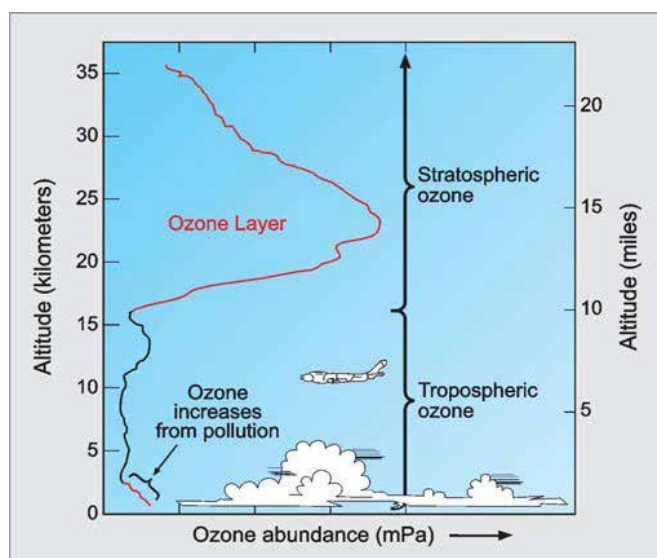 Altitude (kilometers)
35
30
25
20
15
10
5
0
Ozone Layer
Ozone
increases
from pollution
Stratospheric
ozone
Tropospheric
ozone
20
15
10
5
Altitude (miles)
Ozone abundance (mPa)